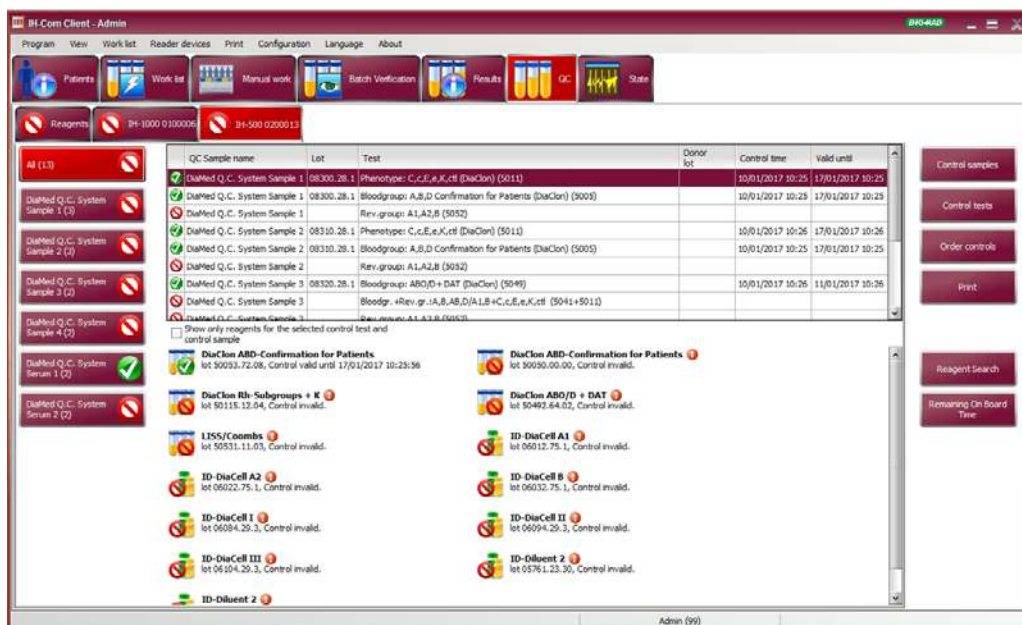 IH-Com Client - Admin
BIO-RAD
Program View Work list Reader devices Print Configuration Language About
Patients
Work list
Manual work
Batch Verification
Results
QC
State
Reagents
IH-1000 0100006
IH-500 0200013
All (13)
DiaMed Q.C. System
Sample 1 (3)
DiaMed Q.C. System
Sample 2 (3)
DiaMed Q.C. System
Sample 3 (2)
DiaMed Q.C. System
Sample 4 (2)
DiaMed Q.C. System
Serum 1 (2)
DiaMed Q.C. System
Serum 2 (2)
QC Sample name Lot Test Donor lot Control time Valid until
DiaMed Q.C. System Sample 1 08300.28.1 Phenotype: C,c,E,e,K,ctl (DiaClon) (5011) 10/01/2017 10:25 17/01/2017 10:25
DiaMed Q.C. System Sample 1 08300.28.1 Bloodgroup: A,B,D Confirmation for Patients (DiaClon) (5005) 10/01/2017 10:25 17/01/2017 10:25
DiaMed Q.C. System Sample 1 Rev.group: A1,A2,B (5052)
DiaMed Q.C. System Sample 2 08310.28.1 Phenotype: C,c,E,e,K,ctl (DiaClon) (5011) 10/01/2017 10:26 17/01/2017 10:26
DiaMed Q.C. System Sample 2 08310.28.1 Bloodgroup: A,B,D Confirmation for Patients (DiaClon) (5005) 10/01/2017 10:25 17/01/2017 10:25
DiaMed Q.C. System Sample 2 Rev.group: A1,A2,B (5052)
DiaMed Q.C. System Sample 3 08320.28.1 Bloodgroup: ABO/D + DAT (DiaClon) (5049) 10/01/2017 10:26 11/01/2017 10:26
DiaMed Q.C. System Sample 3 Bloodgr. +Rev.gr.:A,B,AB,D/A1,B+C,c,E,e,K,ctl (5041+5011)
DiaMed Q.C. System Sample 3 Rev.group: A1,A2,B (5052)
Show only reagents for the selected control test and
control sample
DiaClon ABD-Confirmation for Patients
lot 50053.72.08, Control valid until 17/01/2017 10:25:56
DiaClon ABD-Confirmation for Patients
lot 50050.00.00, Control invalid.
DiaClon Rh-Subgroups + K
lot 50115.12.04, Control invalid.
DiaClon ABO/D + DAT
lot 50492.64.02, Control invalid.
LISS/Coombs
lot 50531.11.03, Control invalid.
ID-DiaCell A1
lot 06012.75.1, Control invalid.
ID-DiaCell A2
lot 06022.75.1, Control invalid.
ID-DiaCell B
lot 06032.75.1, Control invalid.
ID-DiaCell I
lot 06084.29.3, Control invalid.
ID-DiaCell II
lot 06094.29.3, Control invalid.
ID-DiaCell III
lot 06104.29.3, Control invalid.
ID-Diluent 2
lot 05761.23.30, Control invalid.
ID-Diluent 2
Control samples
Control tests
Order controls
Print
Reagent Search
Remaining On Board
Time
Admin (99)